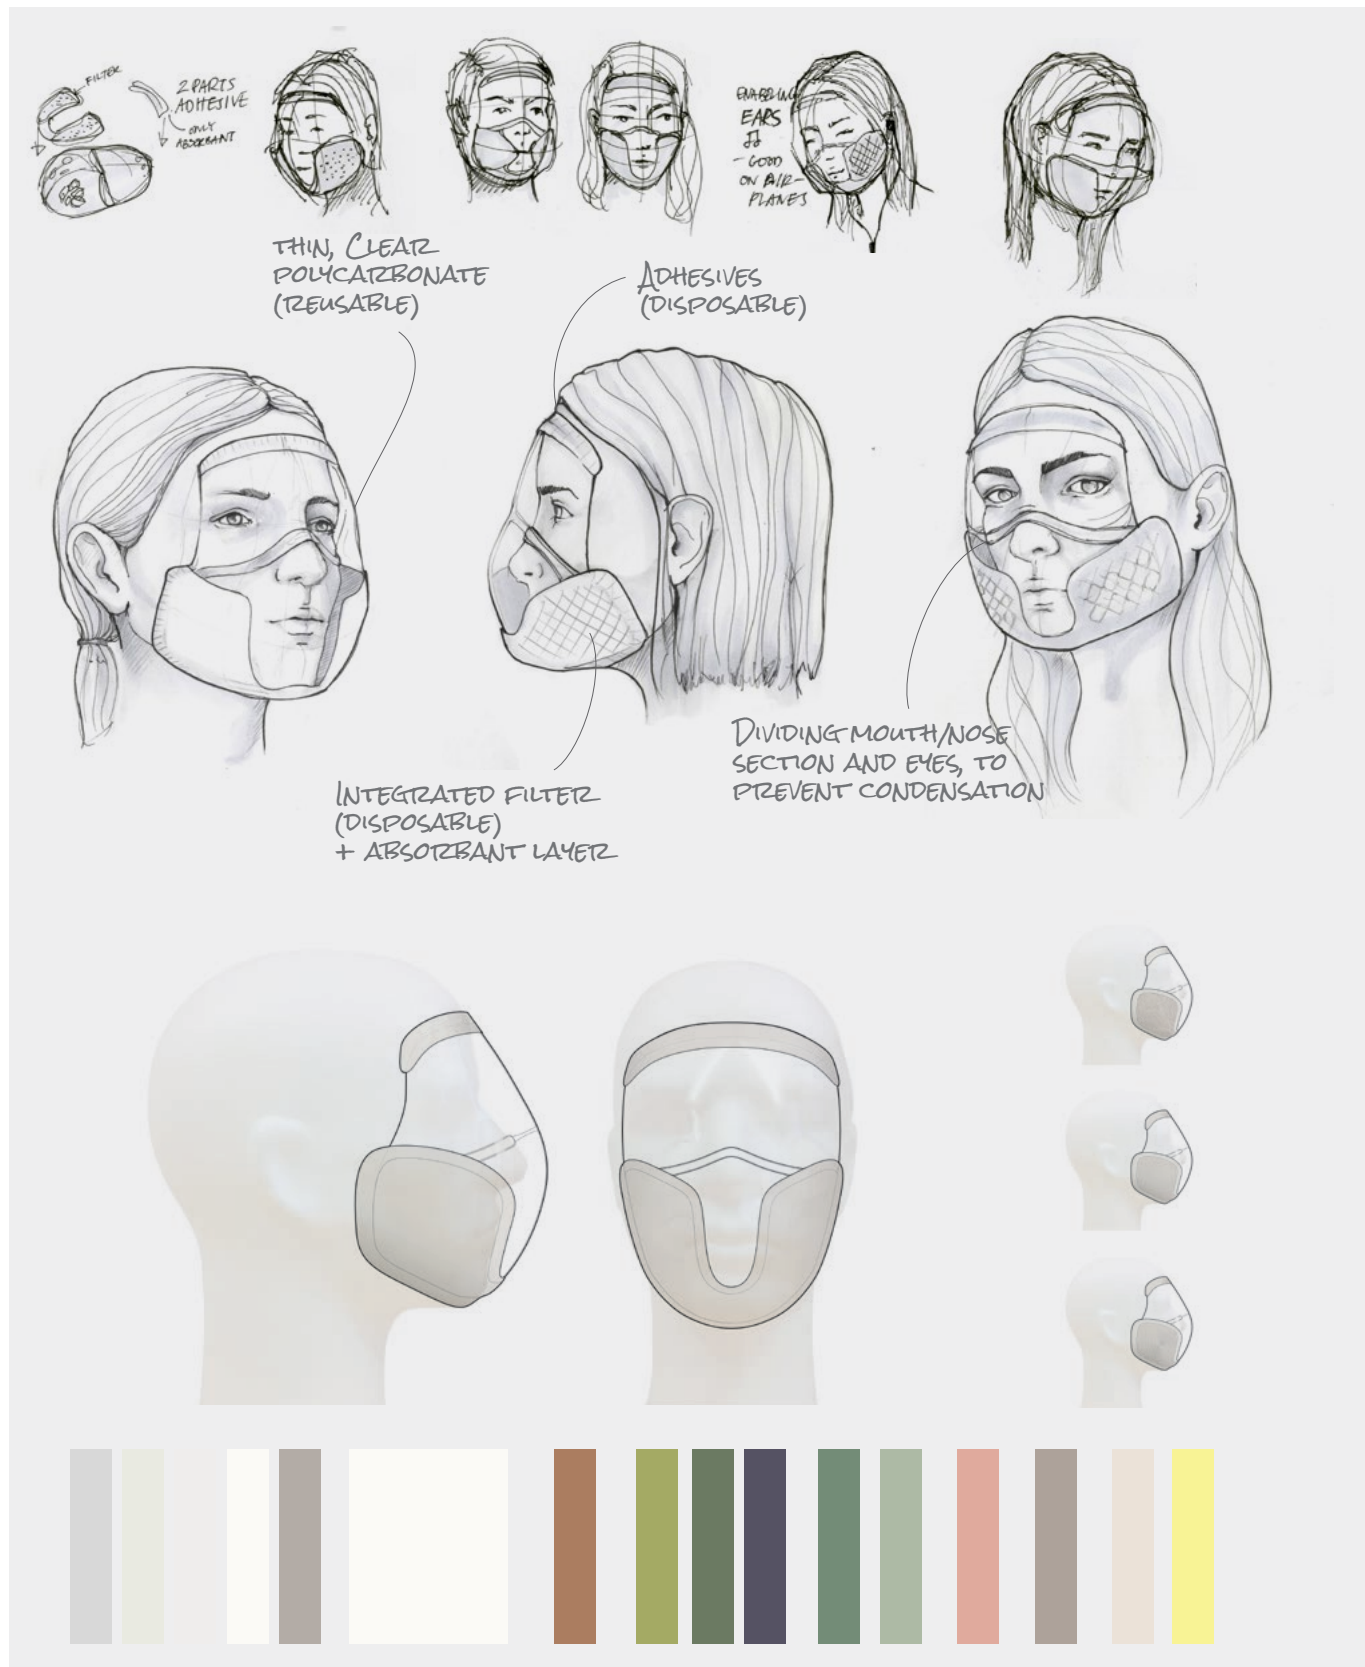 FILTER
2 PARTS
ADHESIVE
ONLY
ABSORBANT
ENABELING
EARS
- GOOD
ON AIR-
PLANES
THIN, CLEAR
POLYCARBONATE
(REUSABLE)
ADHESIVES
(DISPOSABLE)
DIVIDING MOUTH/NOSE
SECTION AND EYES, TO
PREVENT CONDENSATION
INTEGRATED FILTER
(DISPOSABLE)
+ ABSORBANT LAYER